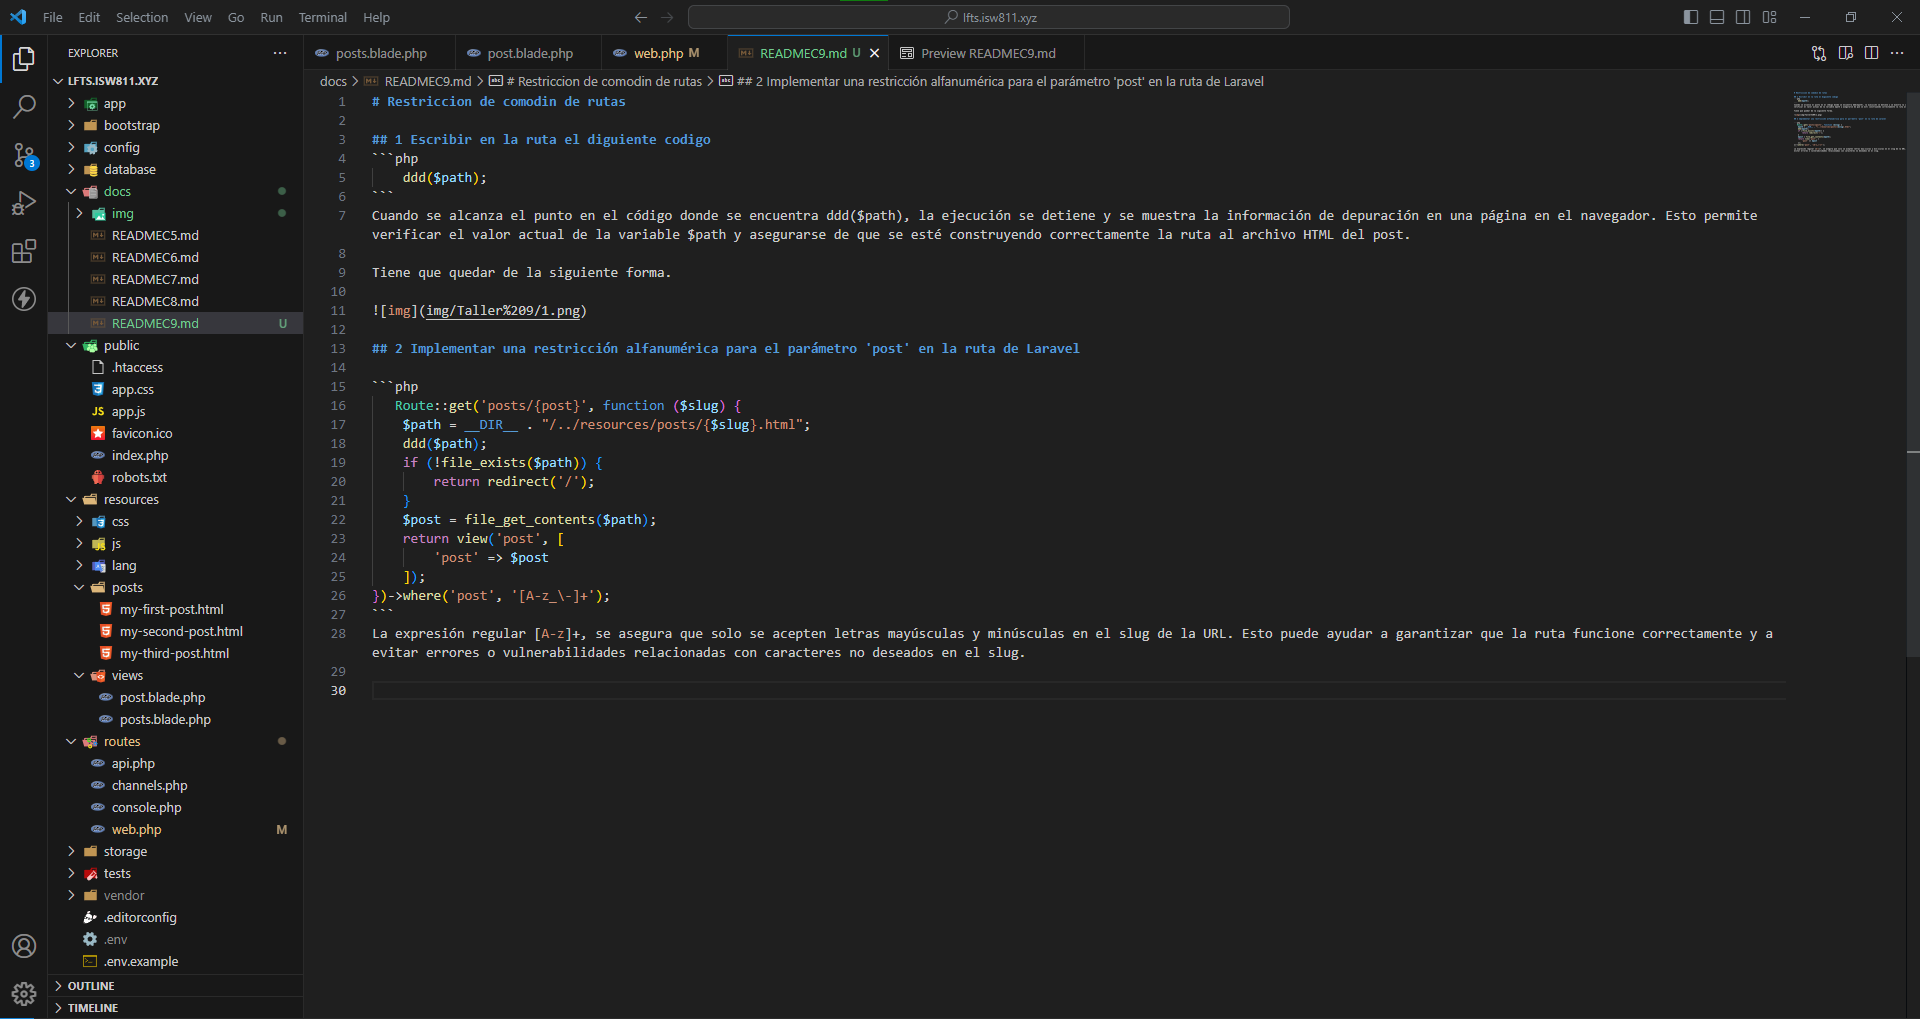 File Edit Selection View Go Run Terminal Help
lfts.isw811.xyz
EXPLORER
LFTS.ISW811.XYZ
app
bootstrap
config
database
docs
img
READMEC5.md
READMEC6.md
READMEC7.md
READMEC8.md
READMEC9.md U
public
.htaccess
app.css
app.js
favicon.ico
index.php
robots.txt
resources
css
js
lang
posts
my-first-post.html
my-second-post.html
my-third-post.html
views
post.blade.php
posts.blade.php
routes
api.php
channels.php
console.php
web.php M
storage
tests
vendor
.editorconfig
.env
.env.example
OUTLINE
TIMELINE
3
posts.blade.php post.blade.php web.php M READMEC9.md U Preview READMEC9.md
docs > READMEC9.md > # Restriccion de comodin de rutas > ## 2 Implementar una restricción alfanumérica para el parámetro 'post' en la ruta de Laravel
1 # Restriccion de comodin de rutas
2
3 ## 1 Escribir en la ruta el diguiente codigo
4 ```php
5 ddd($path);
6 ```
7 Cuando se alcanza el punto en el código donde se encuentra ddd($path), la ejecución se detiene y se muestra la información de depuración en una página en el navegador. Esto permite
verificar el valor actual de la variable $path y asegurarse de que se esté construyendo correctamente la ruta al archivo HTML del post.
8
9 Tiene que quedar de la siguiente forma.
10
11 ![img](img/Taller%209/1.png)
12
13 ## 2 Implementar una restricción alfanumérica para el parámetro 'post' en la ruta de Laravel
14
15 ```php
16 Route::get('posts/{post}', function ($slug) {
17 $path = __DIR__ . "/../resources/posts/{$slug}.html";
18 ddd($path);
19 if (!file_exists($path)) {
20 return redirect('/');
21 }
22 $post = file_get_contents($path);
23 return view('post', [
24 'post' => $post
25 ]);
26 })->where('post', '[A-z_\-]+');
27 ```
28 La expresión regular [A-z]+, se asegura que solo se acepten letras mayúsculas y minúsculas en el slug de la URL. Esto puede ayudar a garantizar que la ruta funcione correctamente y a
evitar errores o vulnerabilidades relacionadas con caracteres no deseados en el slug.
29
30